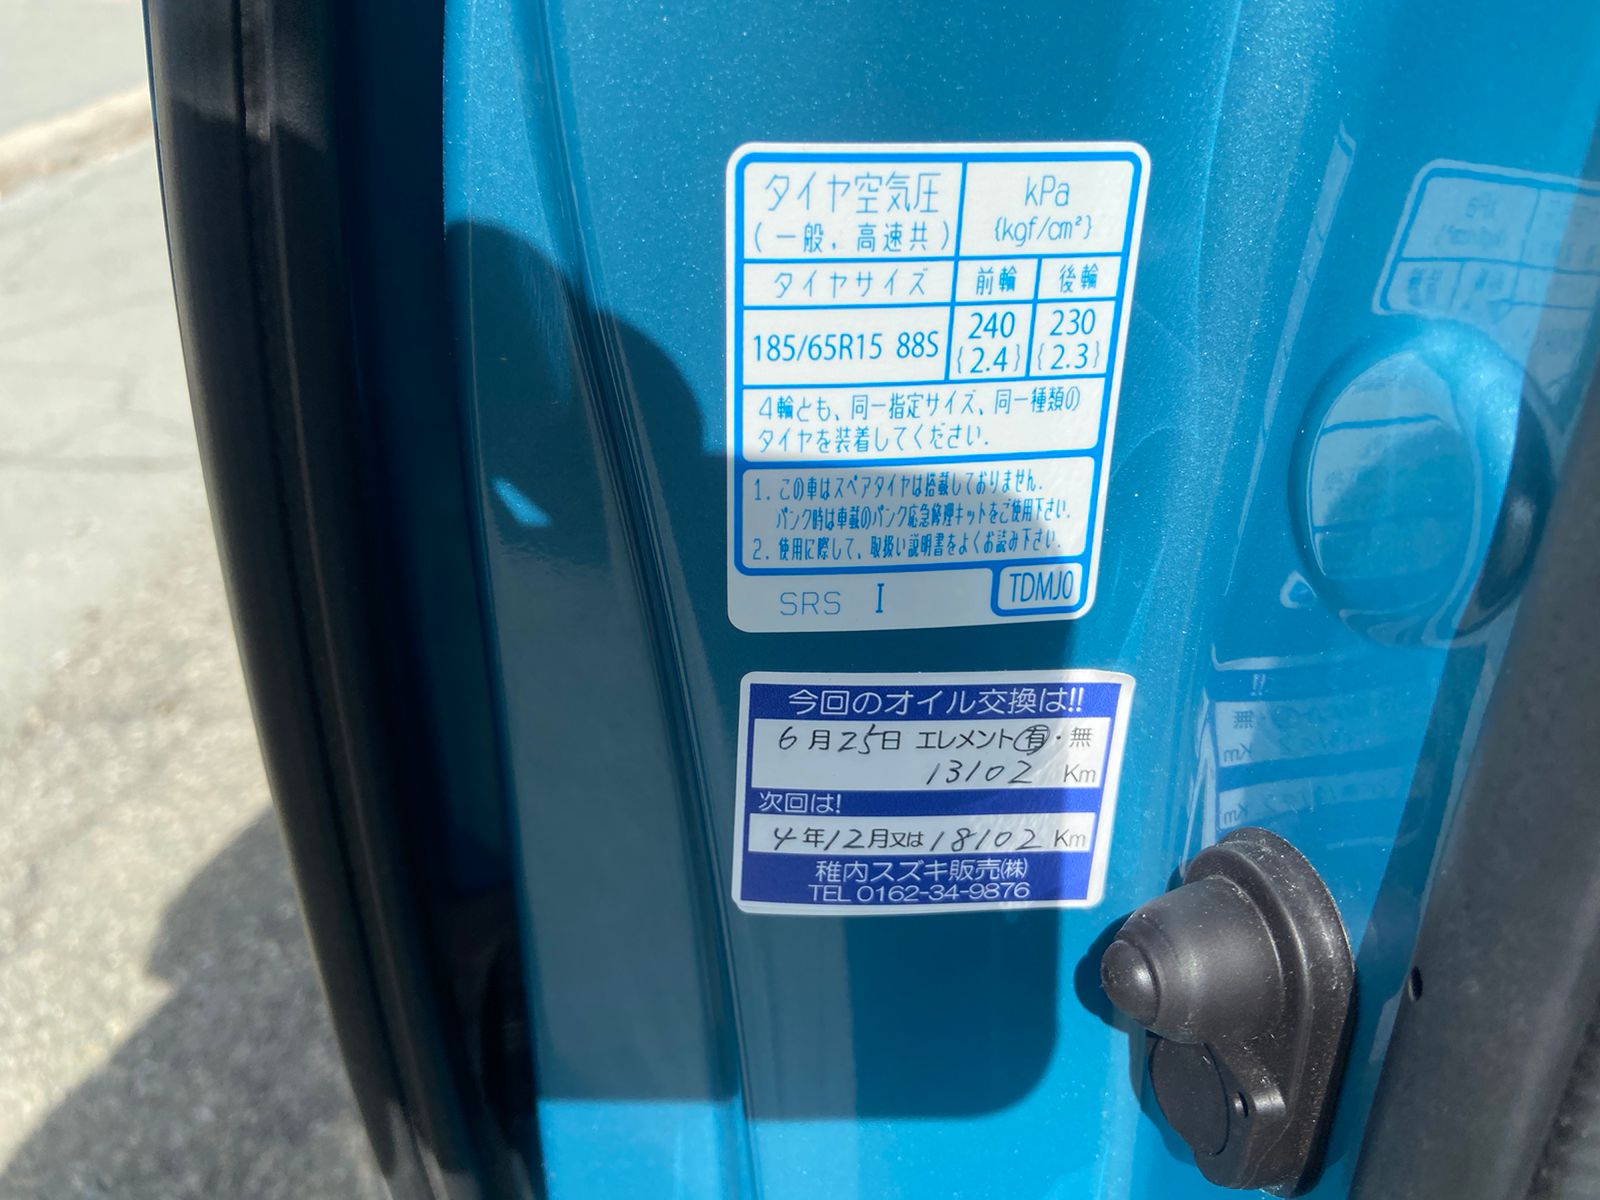 タイヤ空気圧
(一般、高速共)
kPa
{kgf/cm²}
タイヤサイズ 前輪 後輪
185/65R15 88S 240 {2.4} 230 {2.3}
4輪とも、同一指定サイズ、同一種類の
タイヤを装着してください.
1. この車はスペアタイヤは搭載しておりません.
パンク時は車載のパンク応急修理キットをご使用下さい.
2. 使用に際して、取扱い説明書をよくお読み下さい.
SRS I TDMJ0
今回のオイル交換は!!
6月25日 エレメント有・無
13102 Km
次回は!
4年12月又は18102 Km
稚内スズキ販売㈱
TEL 0162-34-9876